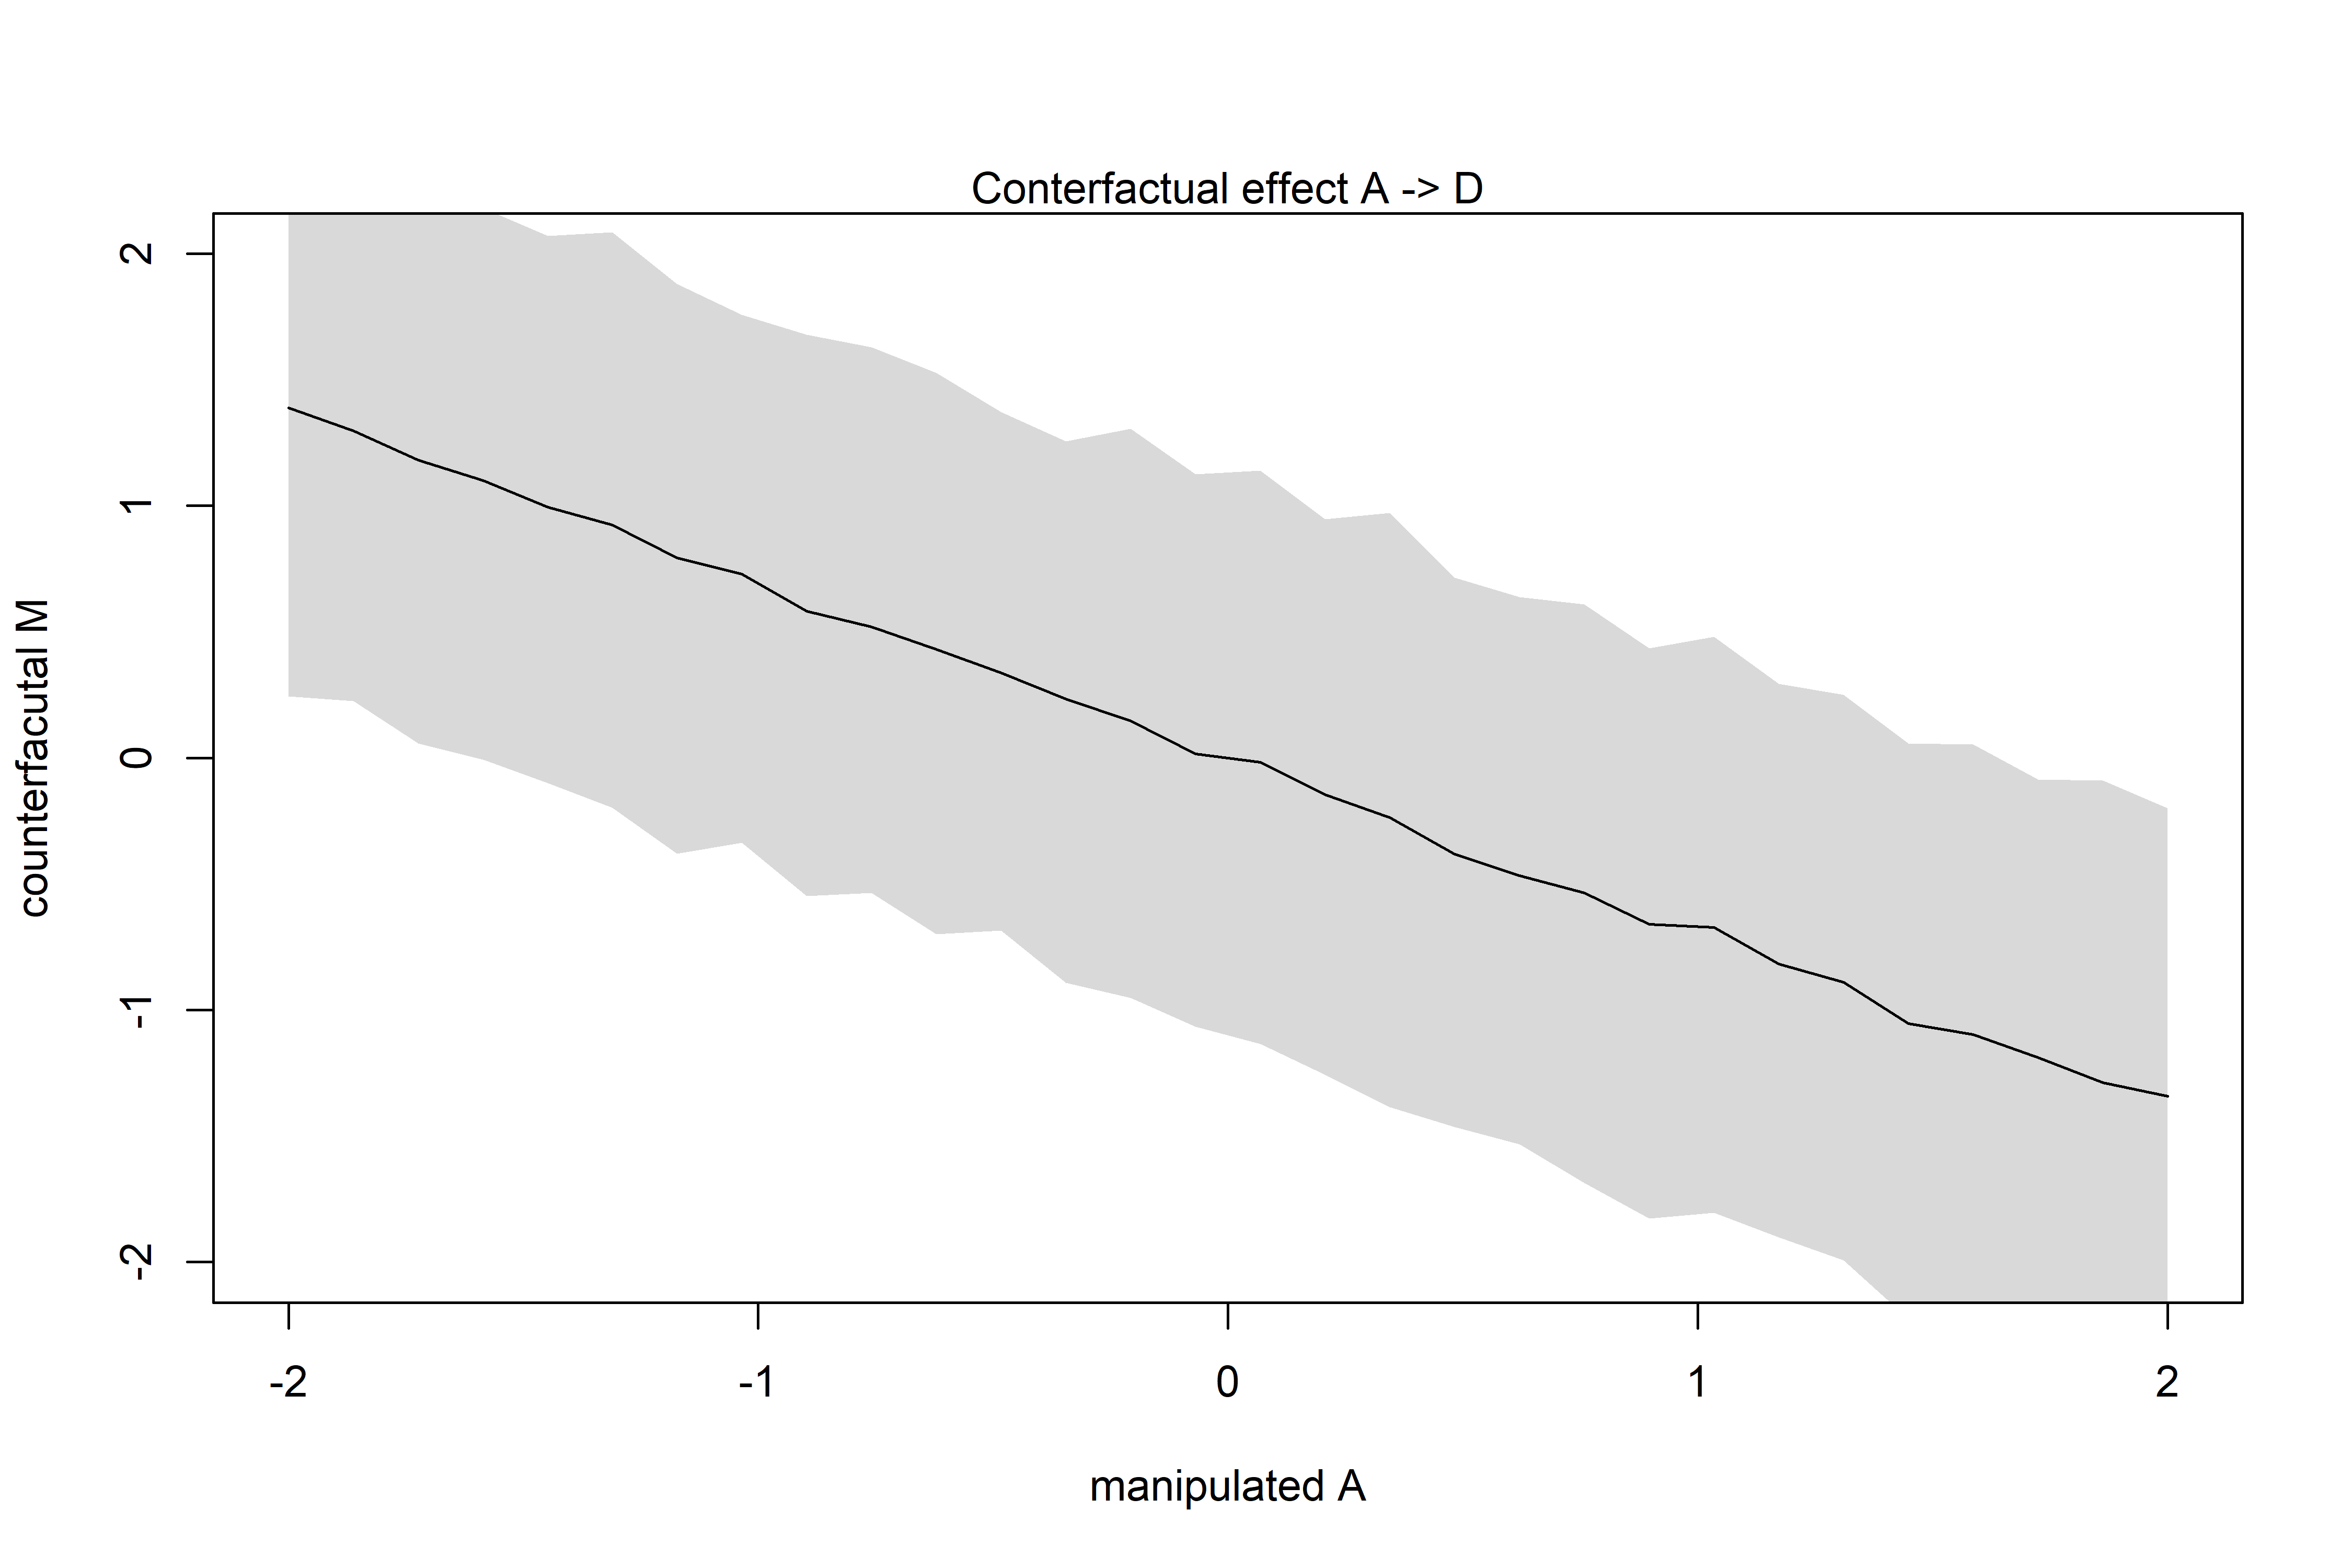 Conterfactual effect A -> D
2
1
0
-1
-2
counterfacutal M
-2 -1 0 1 2
manipulated A